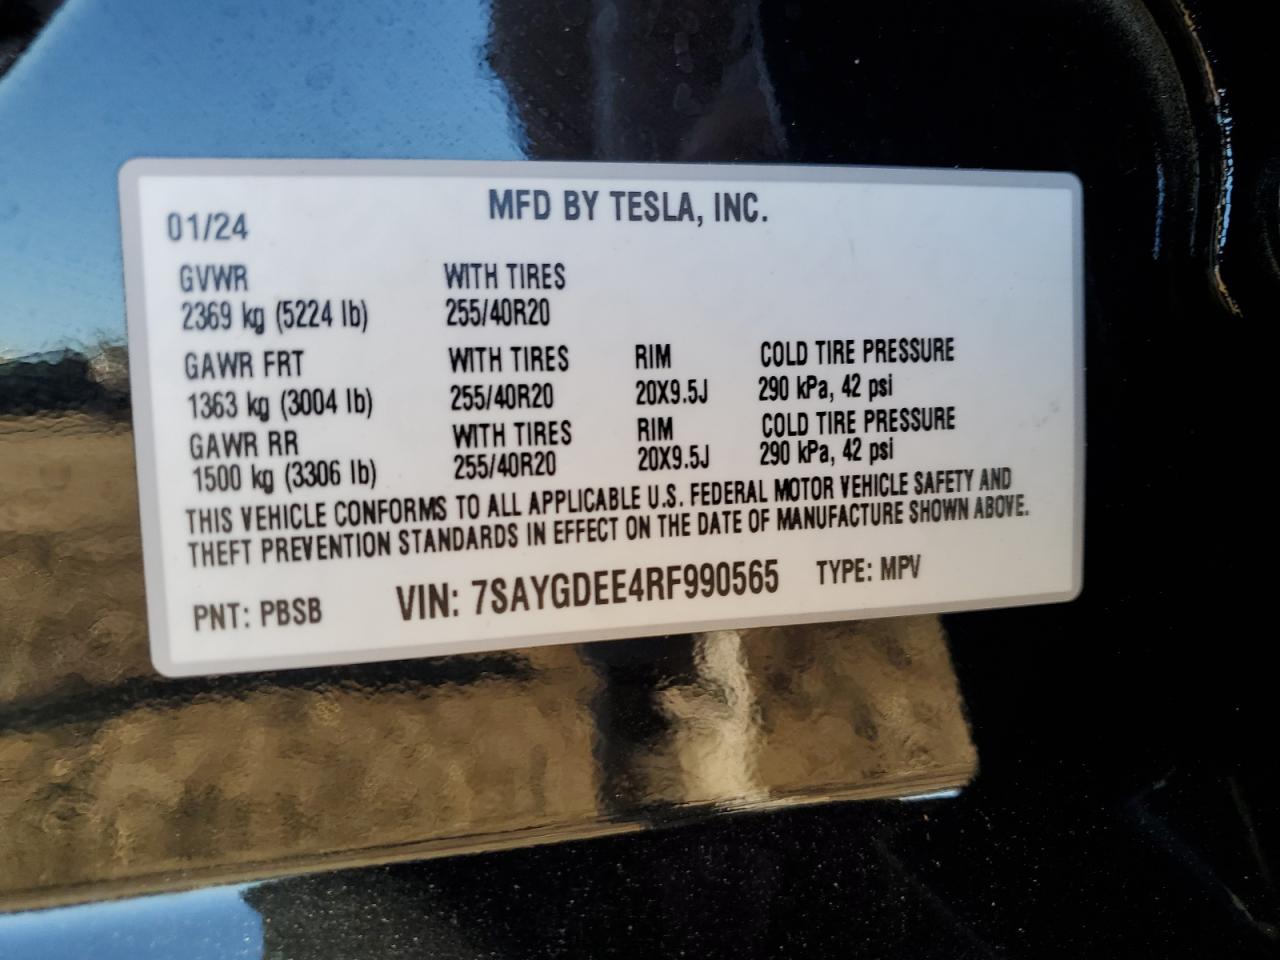 MFD BY TESLA, INC.
01/24
GVWR WITH TIRES
2369 kg (5224 lb) 255/40R20
GAWR FRT WITH TIRES RIM COLD TIRE PRESSURE
1363 kg (3004 lb) 255/40R20 20X9.5J 290 kPa, 42 psi
GAWR RR WITH TIRES RIM COLD TIRE PRESSURE
1500 kg (3306 lb) 255/40R20 20X9.5J 290 kPa, 42 psi
THIS VEHICLE CONFORMS TO ALL APPLICABLE U.S. FEDERAL MOTOR VEHICLE SAFETY AND
THEFT PREVENTION STANDARDS IN EFFECT ON THE DATE OF MANUFACTURE SHOWN ABOVE.
PNT: PBSB VIN: 7SAYGDEE4RF990565 TYPE: MPV